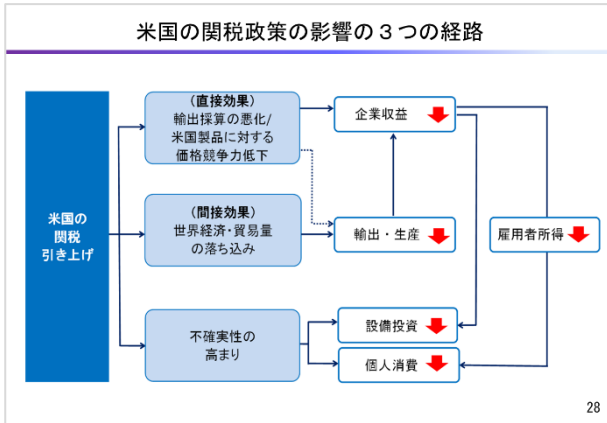 米国の関税政策の影響の３つの経路
米国の
関税
引き上げ
(直接効果)
輸出採算の悪化/
米国製品に対する
価格競争力低下
(間接効果)
世界経済・貿易量
の落ち込み
不確実性の
高まり
企業収益
輸出・生産
設備投資
個人消費
雇用者所得
28